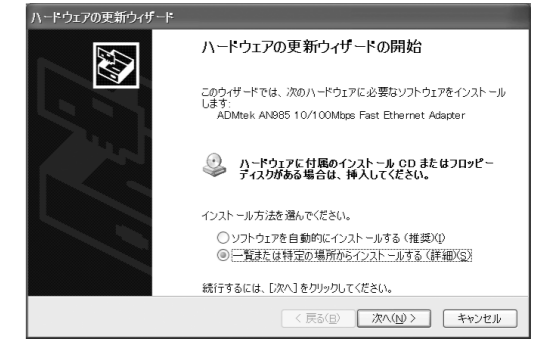 ハードウェアの更新ウィザード
ハードウェアの更新ウィザードの開始
このウィザードでは、次のハードウェアに必要なソフトウェアをインストール
します:
ADMtek AN985 10/100Mbps Fast Ethernet Adapter
ハードウェアに付属のインストール CD またはフロッピー
ディスクがある場合は、挿入してください。
インストール方法を選んでください。
ソフトウェアを自動的にインストールする (推奨)(I)
一覧または特定の場所からインストールする (詳細)(S)
続行するには、[次へ] をクリックしてください。
< 戻る(B) 次へ(N) > キャンセル